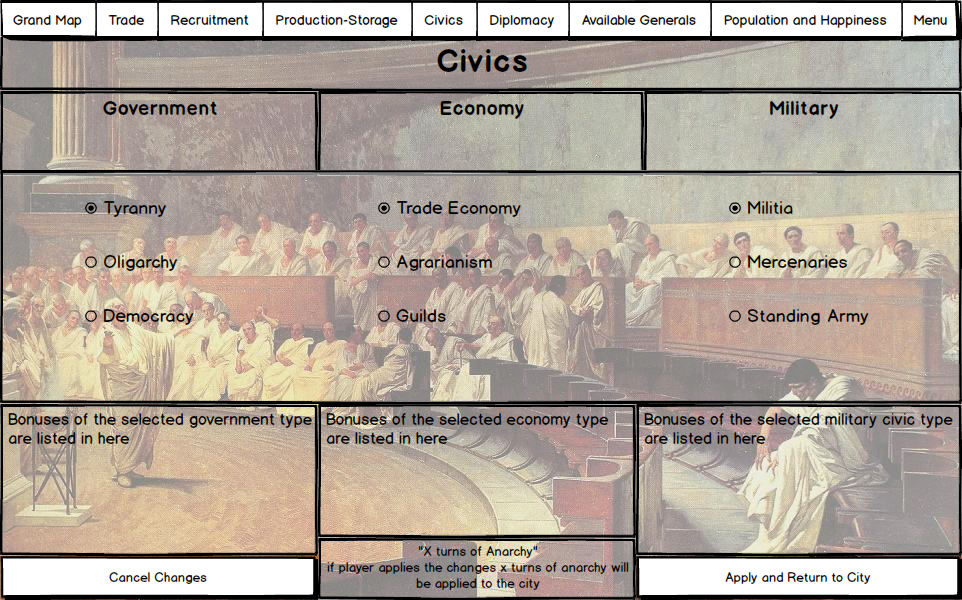 Grand Map Trade Recruitment Production-Storage Civics Diplomacy Available Generals Population and Happiness Menu
Civics
Government Economy Military
Tyranny Trade Economy Militia
Oligarchy Agrarianism Mercenaries
Democracy Guilds Standing Army
Bonuses of the selected government type
are listed in here
Bonuses of the selected economy type
are listed in here
Bonuses of the selected military civic type
are listed in here
Cancel Changes
"X turns of Anarchy"
if player applies the changes x turns of anarchy will
be applied to the city
Apply and Return to City